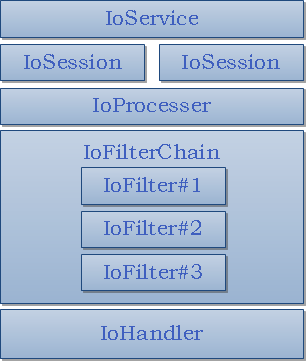 IoService
IoSession IoSession
IoProcesser
IoFilterChain
IoFilter#1
IoFilter#2
IoFilter#3
IoHandler